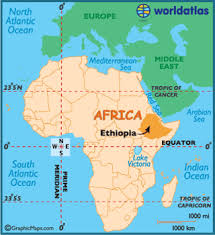 worldatlas
North
Atlantic
Ocean
EUROPE
Mediterranean
Sea
MIDDLE
EAST
23.5°N
TROPIC OF
CANCER
Red Sea
Arabian
Sea
AFRICA
Ethiopia
EQUATOR
N
W E
S
Lake
Victoria
PRIME
MERIDIAN
South
Atlantic
Ocean
Indian
Ocean
23.5°S
TROPIC OF
CAPRICORN
1000 mi
1000 km
©GraphicMaps.com